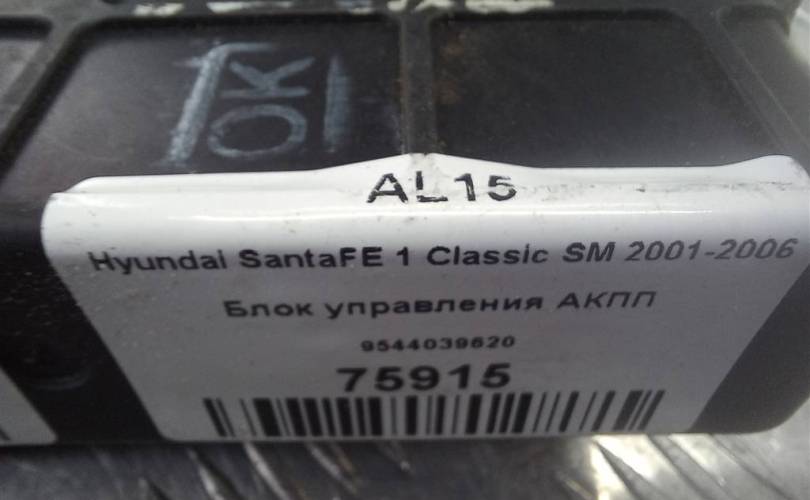 OK
AL15
Hyundai SantaFE 1 Classic SM 2001-2006
Блок управления АКПП
9544039620
75915